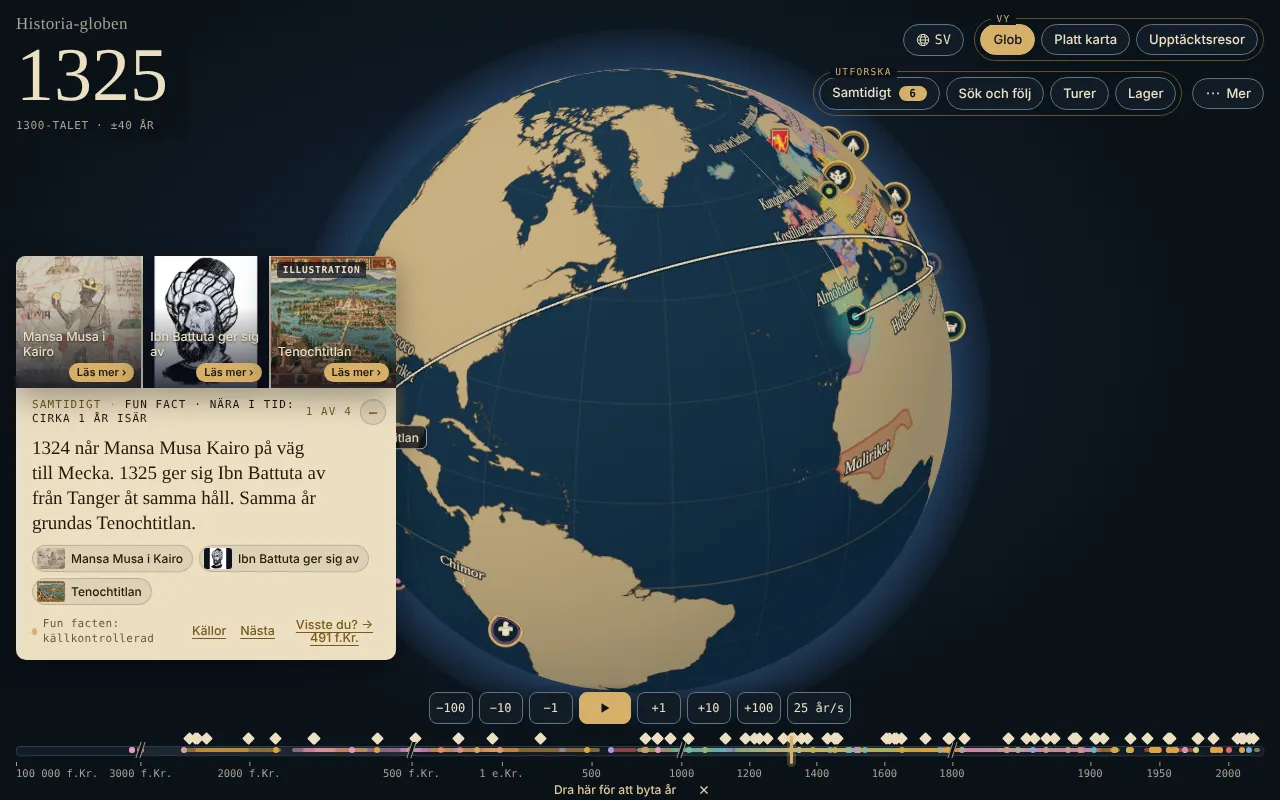 Historia-globen
1325
1300-TALET · ±40 ÅR
SV
VY
Glob
Platt karta
Upptäcktsresor
UTFORSKA
Samtidigt 6
Sök och följ
Turer
Lager
··· Mer
Kungariket England
Almohader
Hafsider
Maliriket
Chimor
ILLUSTRATION
Mansa Musa i
Kairo
Läs mer ›
Ibn Battuta ger sig
av
Läs mer ›
Tenochtitlan
Läs mer ›
SAMTIDIGT · FUN FACT · NÄRA I TID:
CIRKA 1 ÅR ISÄR
1 AV 4
−
1324 når Mansa Musa Kairo på väg
till Mecka. 1325 ger sig Ibn Battuta av
från Tanger åt samma håll. Samma år
grundas Tenochtitlan.
Mansa Musa i Kairo
Ibn Battuta ger sig av
Tenochtitlan
Fun facten:
källkontrollerad
Källor
Nästa
Visste du? →
491 f.Kr.
−100
−10
−1
+1
+10
+100
25 år/s
100 000 f.Kr.
3000 f.Kr.
2000 f.Kr.
500 f.Kr.
1 e.Kr.
500
1000
1200
1400
1600
1800
1900
1950
2000
Dra här för att byta år
✕